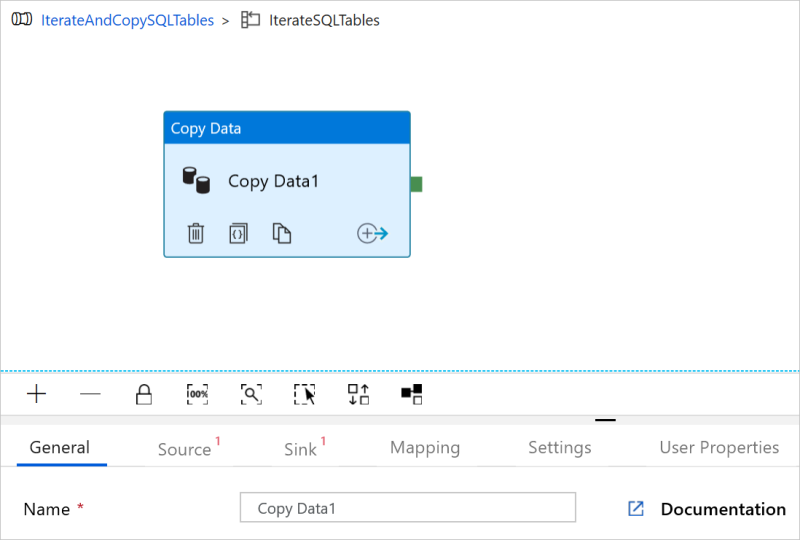 IterateAndCopySQLTables > IterateSQLTables
Copy Data
Copy Data1
100%
General Source 1 Sink 1 Mapping Settings User Properties
Name * Copy Data1 Documentation